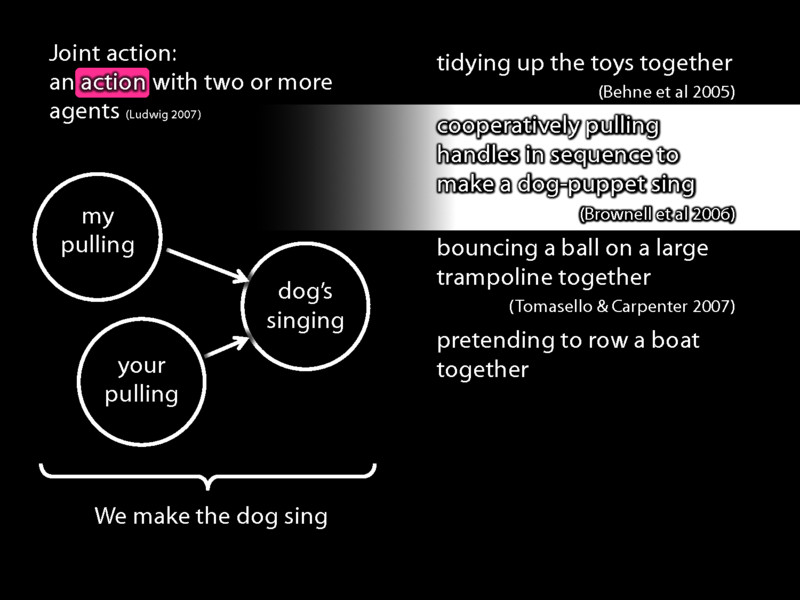 Joint action:
an action with two or more
agents (Ludwig 2007)
my
pulling
your
pulling
dog's
singing
We make the dog sing
tidying up the toys together
(Behne et al 2005)
cooperatively pulling
handles in sequence to
make a dog-puppet sing
(Brownell et al 2006)
bouncing a ball on a large
trampoline together
(Tomasello & Carpenter 2007)
pretending to row a boat
together